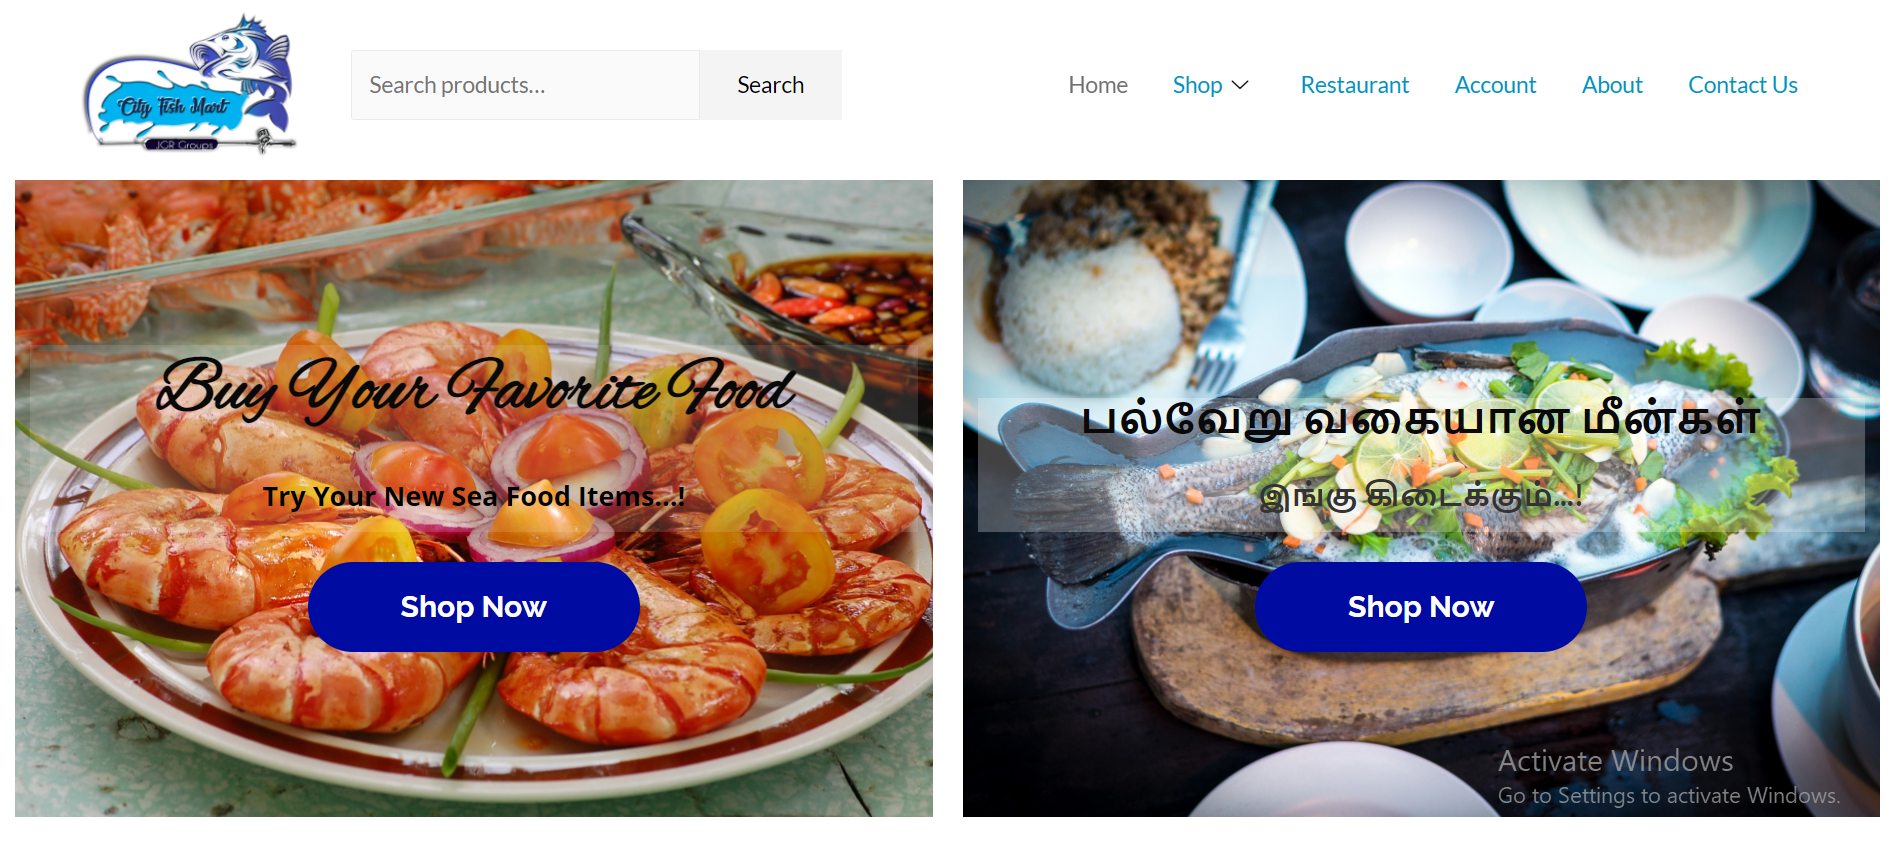 City Fish Mart
JGR Groups
Search products...
Search
Home
Shop
Restaurant
Account
About
Contact Us
Buy Your Favorite Food
Try Your New Sea Food Items...!
Shop Now
பல்வேறு வகையான மீன்கள்
இங்கு கிடைக்கும்...!
Shop Now
Activate Windows
Go to Settings to activate Windows.